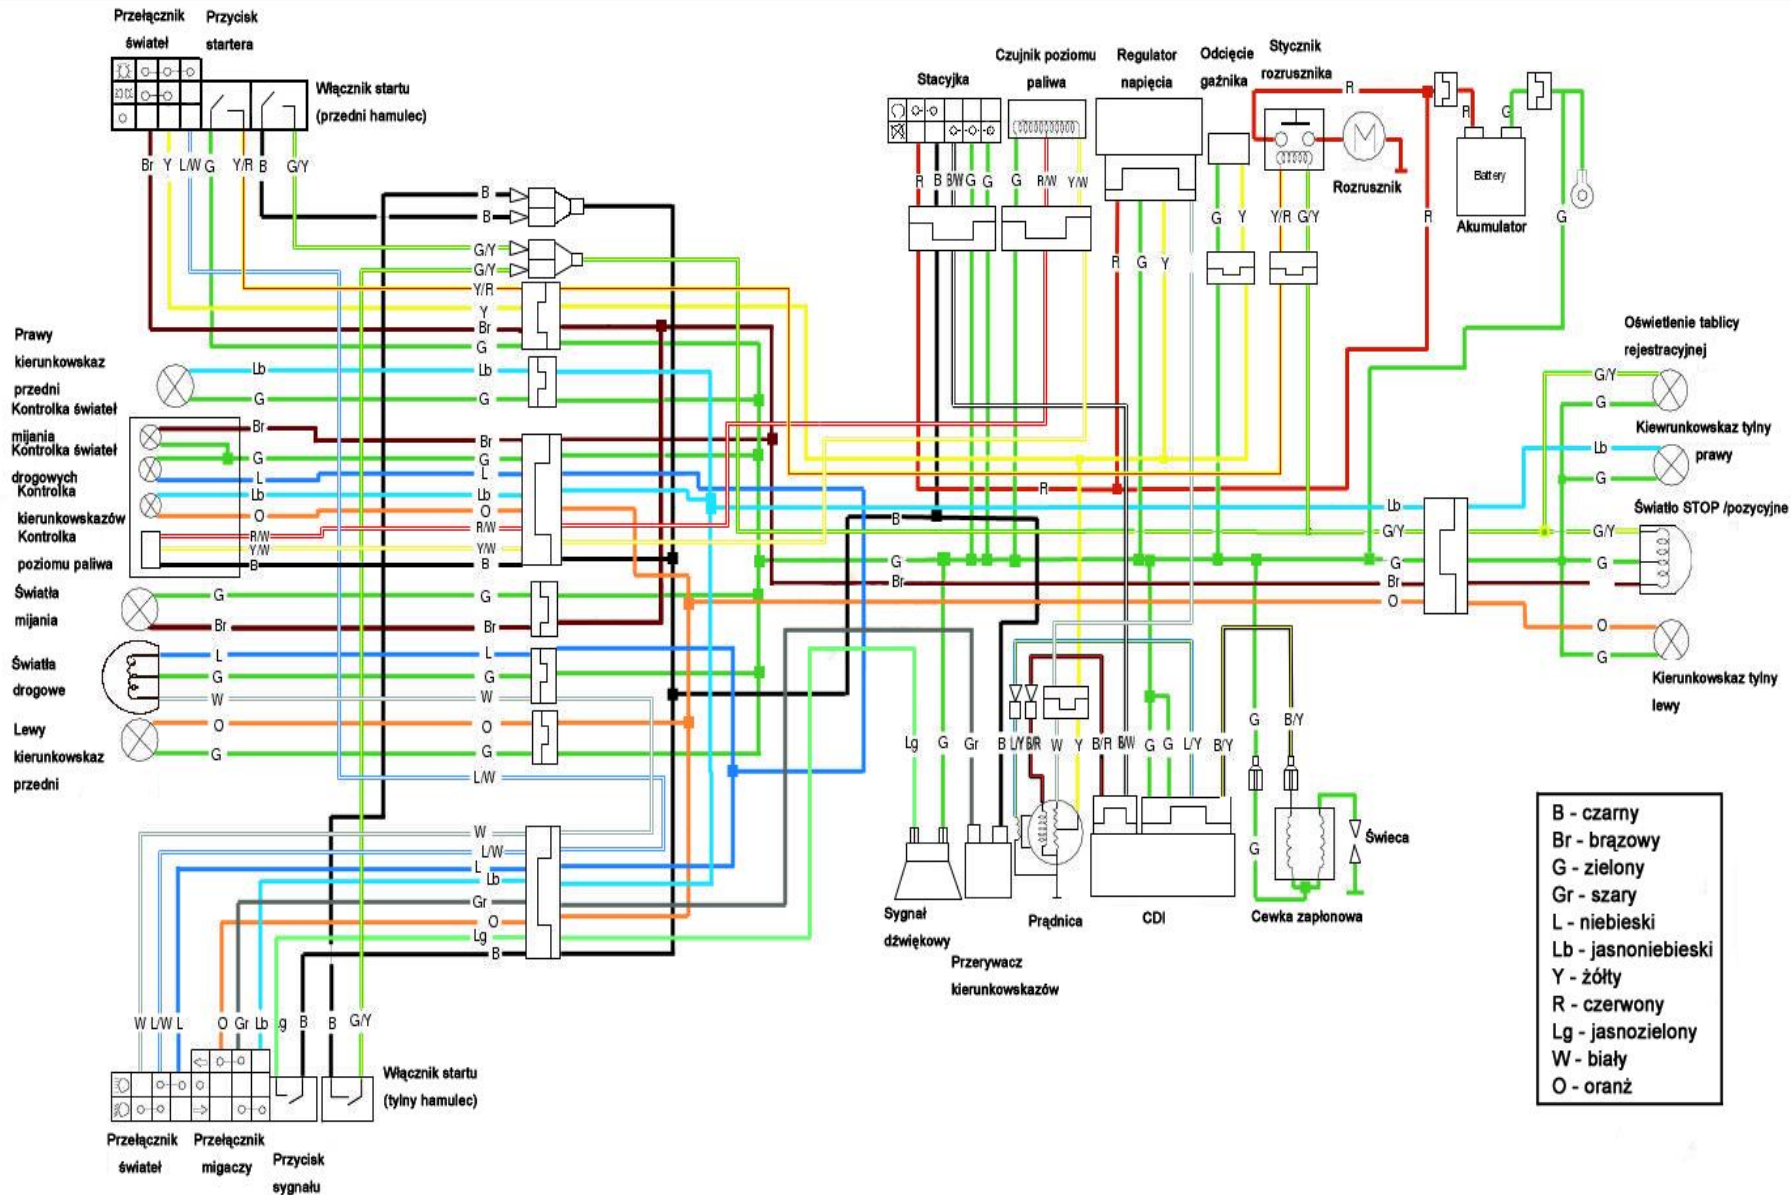 Przełącznik
świateł
Przycisk
startera
Włącznik startu
(przedni hamulec)
Br Y L/W G Y/R B G/Y
Stacyjka
Czujnik poziomu
paliwa
Regulator
napięcia
Odcięcie
gaźnika
Stycznik
rozrusznika
R
R
G
M
Battery
Rozrusznik
Akumulator
R B B/W G G
G R/W Y/W
R G Y
G Y
Y/R G/Y
R
G
B
B
G/Y
G/Y
Y/R
Y
Br
G
Prawy
kierunkowskaz
przedni
Lb Lb
G G
Kontrolka świateł
mijania
Kontrolka świateł
drogowych
Kontrolka
kierunkowskazów
Kontrolka
poziomu paliwa
Br Br
G G
L L
Lb Lb
O O
R/W R/W
Y/W Y/W
B B
Światła
mijania
G G
Br Br
Światła
drogowe
L L
G G
W W
Lewy
kierunkowskaz
przedni
O O
G G
L/W
W
L/W
L
Lb
Gr
O
Lg
B
R
B
G
Br
Lb
G/Y
G
Br
O
Oświetlenie tablicy
rejestracyjnej
G/Y
G
Kiewrunkowskaz tylny
prawy
Lb
G
Światło STOP /pozycyjne
G/Y
G
Br
O
G
Kierunkowskaz tylny
lewy
Lg G Gr B L/Y B/R W Y B/R B/W G G L/Y B/Y
G B/Y
G
Świeca
Sygnał
dźwiękowy
Przerywacz
kierunkowskazów
Prądnica
CDI
Cewka zapłonowa
W L/W L O Gr Lb g B B G/Y
Włącznik startu
(tylny hamulec)
Przełącznik
świateł
Przełącznik
migaczy
Przycisk
sygnału
B - czarny
Br - brązowy
G - zielony
Gr - szary
L - niebieski
Lb - jasnoniebieski
Y - żółty
R - czerwony
Lg - jasnozielony
W - biały
O - oranż